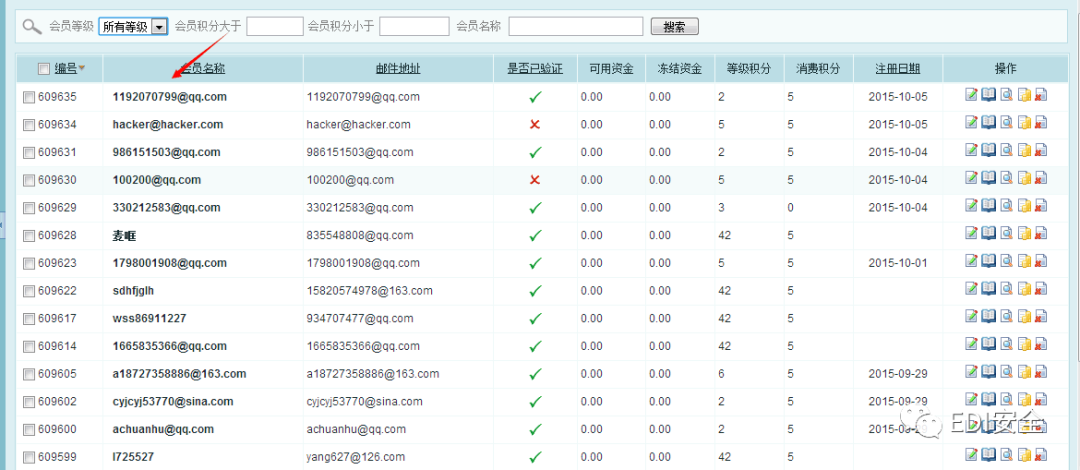 会员等级 所有等级 会员积分大于 会员积分小于 会员名称 搜索
编号 会员名称 邮件地址 是否已验证 可用资金 冻结资金 等级积分 消费积分 注册日期 操作
609635 1192070799@qq.com 1192070799@qq.com 0.00 0.00 2 5 2015-10-05
609634 hacker@hacker.com hacker@hacker.com 0.00 0.00 5 5 2015-10-05
609631 986151503@qq.com 986151503@qq.com 0.00 0.00 2 5 2015-10-04
609630 100200@qq.com 100200@qq.com 0.00 0.00 5 5 2015-10-04
609629 330212583@qq.com 330212583@qq.com 0.00 0.00 3 0 2015-10-04
609628 麦哐 835548808@qq.com 0.00 0.00 42 5
609623 1798001908@qq.com 1798001908@qq.com 0.00 0.00 5 5 2015-10-01
609622 sdhfjglh 15820574978@163.com 0.00 0.00 42 5
609617 wss86911227 934707477@qq.com 0.00 0.00 42 5
609614 1665835366@qq.com 1665835366@qq.com 0.00 0.00 42 5
609605 a18727358886@163.com a18727358886@163.com 0.00 0.00 6 5 2015-09-29
609602 cyjcyj53770@sina.com cyjcyj53770@sina.com 0.00 0.00 2 5 2015-09-29
609600 achuanhu@qq.com achuanhu@qq.com 0.00 0.00 2 5
EDI安全
609599 l725527 yang627@126.com 0.00 0.00 42 5